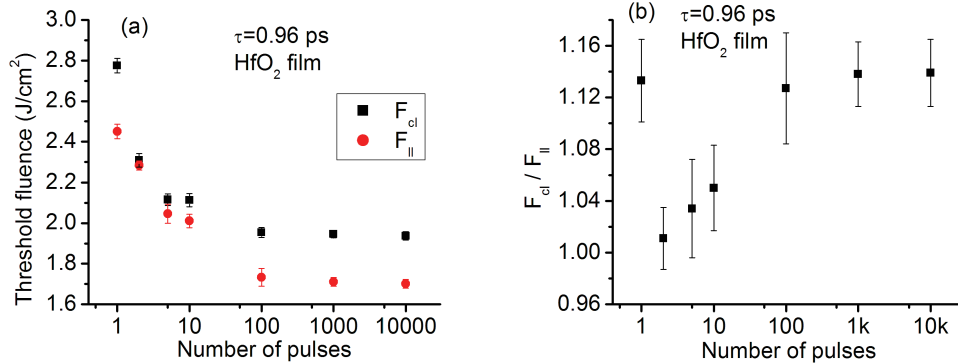 (a)
τ=0.96 ps
HfO2 film
Fcl
Fll
Threshold fluence (J/cm2)
3.0
2.8
2.6
2.4
2.2
2.0
1.8
1.6
1 10 100 1000 10000
Number of pulses
(b)
τ=0.96 ps
HfO2 film
Fcl / Fll
1.16
1.12
1.08
1.04
1.00
0.96
1 10 100 1k 10k
Number of pulses